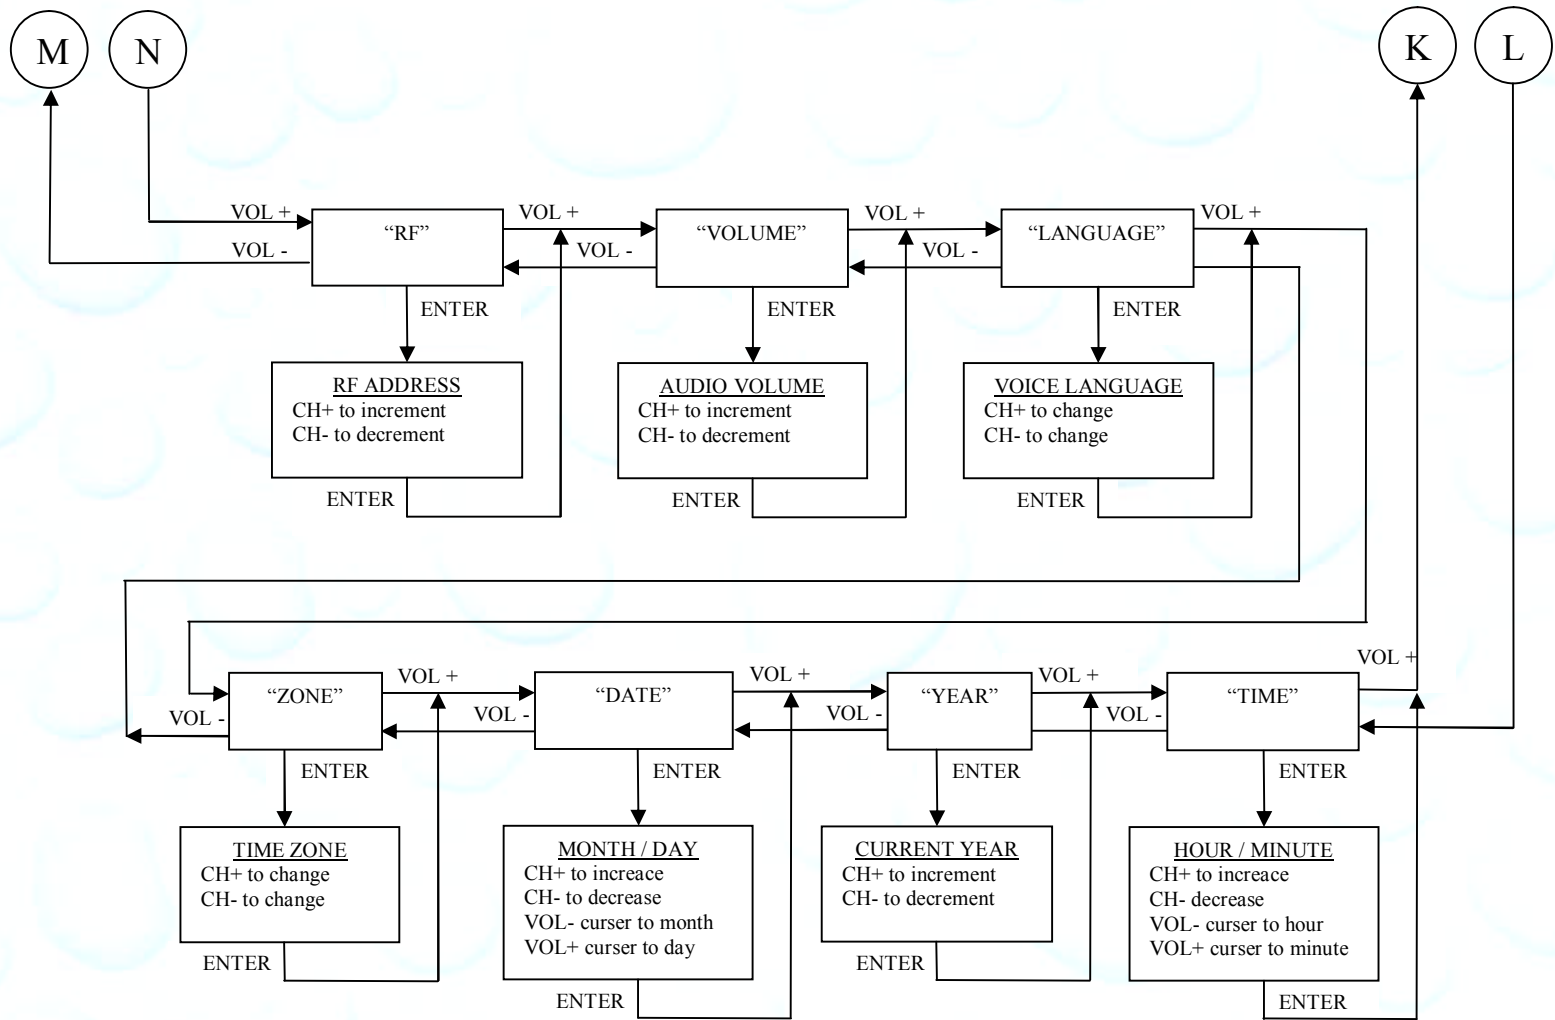 M
N
K
L
VOL +
VOL -
“RF”
VOL +
VOL -
“VOLUME”
VOL +
VOL -
“LANGUAGE”
VOL +
ENTER
ENTER
ENTER
RF ADDRESS
CH+ to increment
CH- to decrement
ENTER
AUDIO VOLUME
CH+ to increment
CH- to decrement
ENTER
VOICE LANGUAGE
CH+ to change
CH- to change
ENTER
VOL -
“ZONE”
VOL +
VOL -
“DATE”
VOL +
VOL -
“YEAR”
VOL +
VOL -
“TIME”
VOL +
ENTER
ENTER
ENTER
ENTER
TIME ZONE
CH+ to change
CH- to change
ENTER
MONTH / DAY
CH+ to increace
CH- to decrease
VOL- curser to month
VOL+ curser to day
ENTER
CURRENT YEAR
CH+ to increment
CH- to decrement
ENTER
HOUR / MINUTE
CH+ to increace
CH- decrease
VOL- curser to hour
VOL+ curser to minute
ENTER